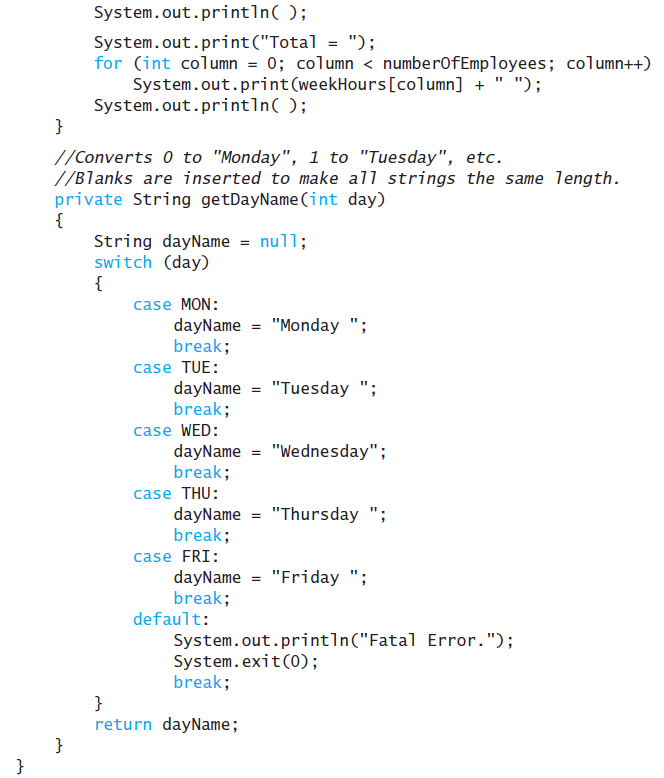 System.out.println( );
System.out.print("Total = ");
for (int column = 0; column < numberOfEmployees; column++)
System.out.print(weekHours[column] + " ");
System.out.println( );
}
//Converts 0 to "Monday", 1 to "Tuesday", etc.
//Blanks are inserted to make all strings the same length.
private String getDayName(int day)
{
String dayName = null;
switch (day)
{
case MON:
dayName = "Monday ";
break;
case TUE:
dayName = "Tuesday ";
break;
case WED:
dayName = "Wednesday";
break;
case THU:
dayName = "Thursday ";
break;
case FRI:
dayName = "Friday ";
break;
default:
System.out.println("Fatal Error.");
System.exit(0);
break;
}
return dayName;
}
}